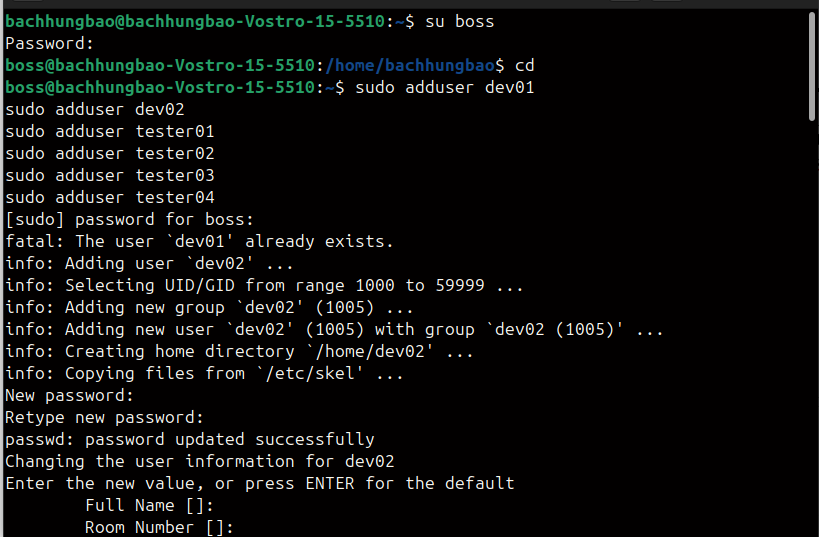 bachhungbao@bachhungbao-Vostro-15-5510:~$ su boss
Password:
boss@bachhungbao-Vostro-15-5510:/home/bachhungbao$ cd
boss@bachhungbao-Vostro-15-5510:~$ sudo adduser dev01
sudo adduser dev02
sudo adduser tester01
sudo adduser tester02
sudo adduser tester03
sudo adduser tester04
[sudo] password for boss:
fatal: The user `dev01' already exists.
info: Adding user `dev02' ...
info: Selecting UID/GID from range 1000 to 59999 ...
info: Adding new group `dev02' (1005) ...
info: Adding new user `dev02' (1005) with group `dev02 (1005)' ...
info: Creating home directory `/home/dev02' ...
info: Copying files from `/etc/skel' ...
New password:
Retype new password:
passwd: password updated successfully
Changing the user information for dev02
Enter the new value, or press ENTER for the default
        Full Name []:
        Room Number []: